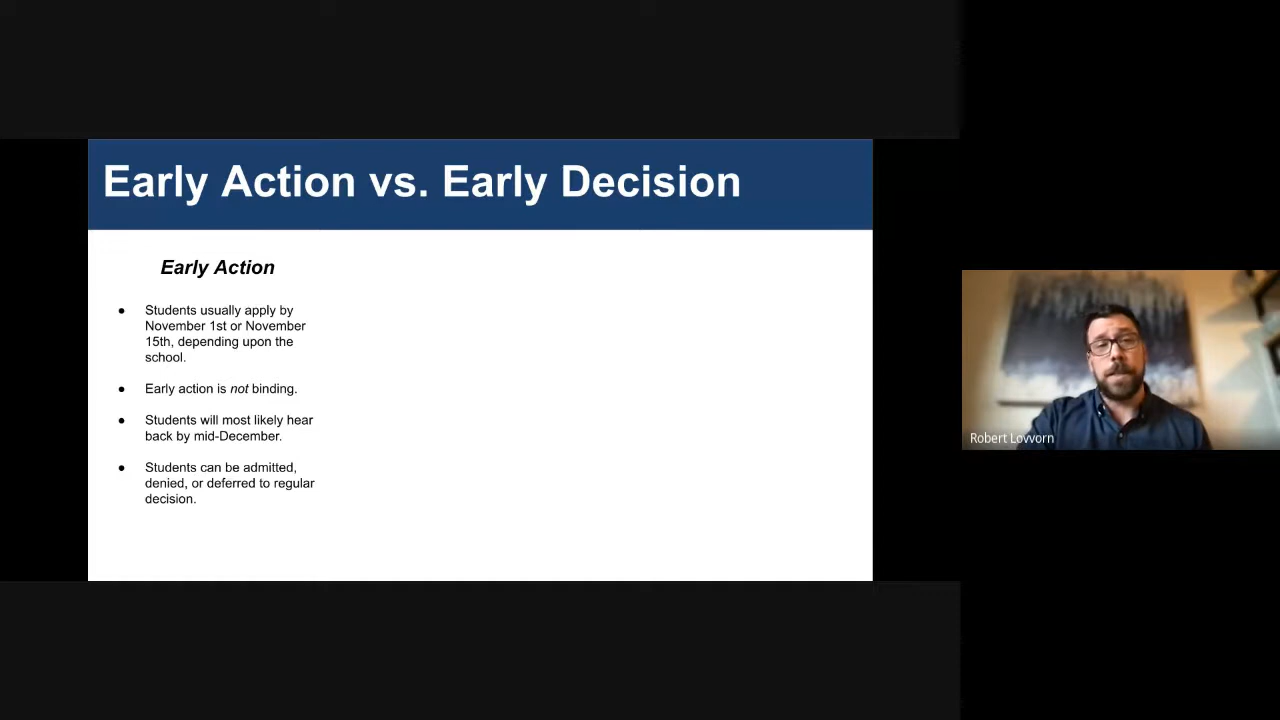 Early Action vs. Early Decision
Early Action
● Students usually apply by
November 1st or November
15th, depending upon the
school.
● Early action is not binding.
● Students will most likely hear
back by mid-December.
● Students can be admitted,
denied, or deferred to regular
decision.
Robert Lovvorn